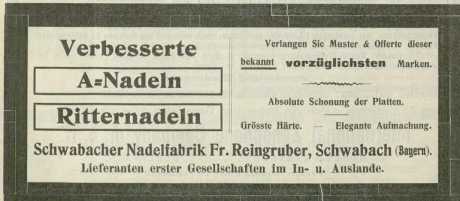 Verbesserte
A=Nadeln
Ritternadeln
Verlangen Sie Muster & Offerte dieser
bekannt vorzüglichsten Marken.
Absolute Schonung der Platten.
Grösste Härte. Elegante Aufmachung.
Schwabacher Nadelfabrik Fr. Reingruber, Schwabach (Bayern).
Lieferanten erster Gesellschaften im In- u. Auslande.